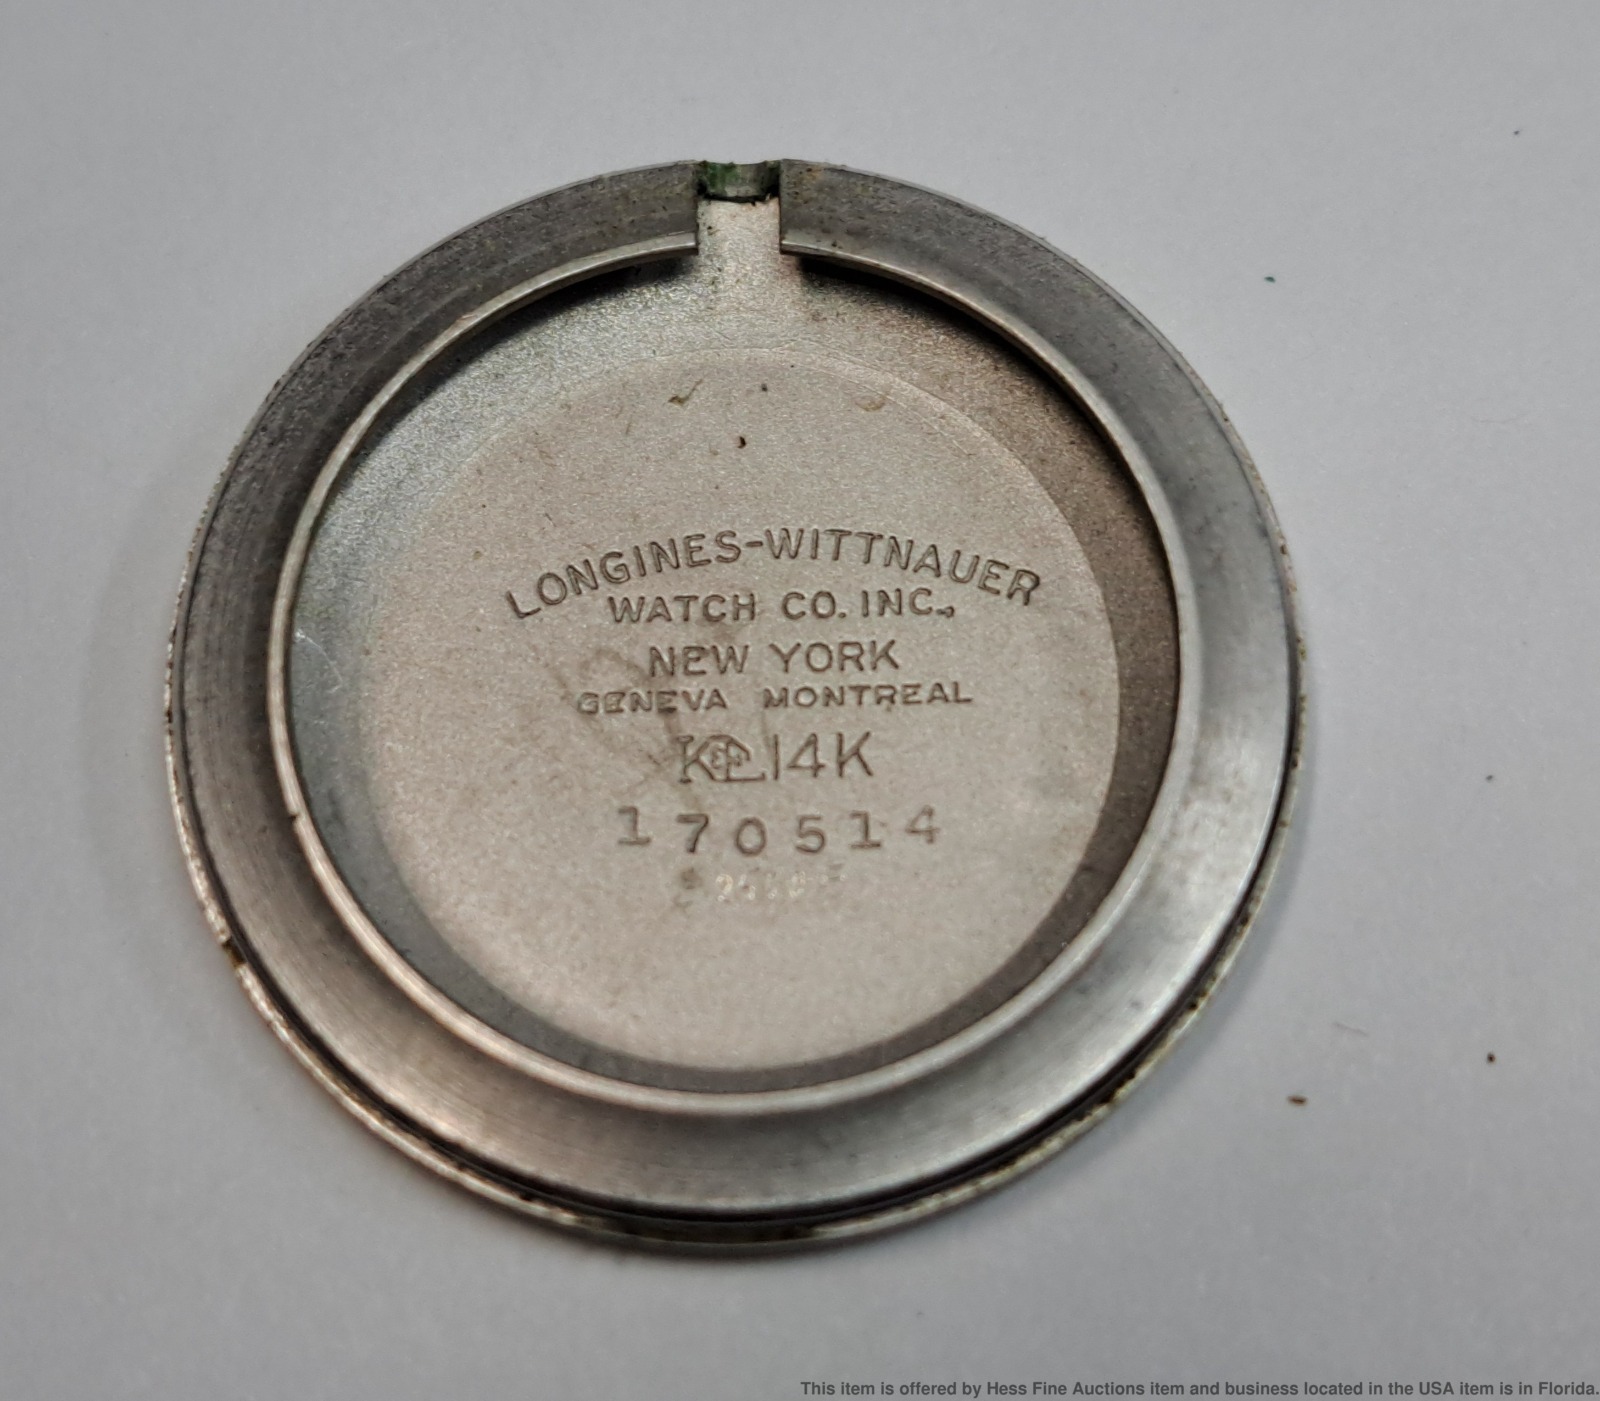 LONGINES-WITTNAUER
WATCH CO. INC.,
NEW YORK
GENEVA MONTREAL
14K
170514
This item is offered by Hess Fine Auctions item and business located in the USA item is in Florida.